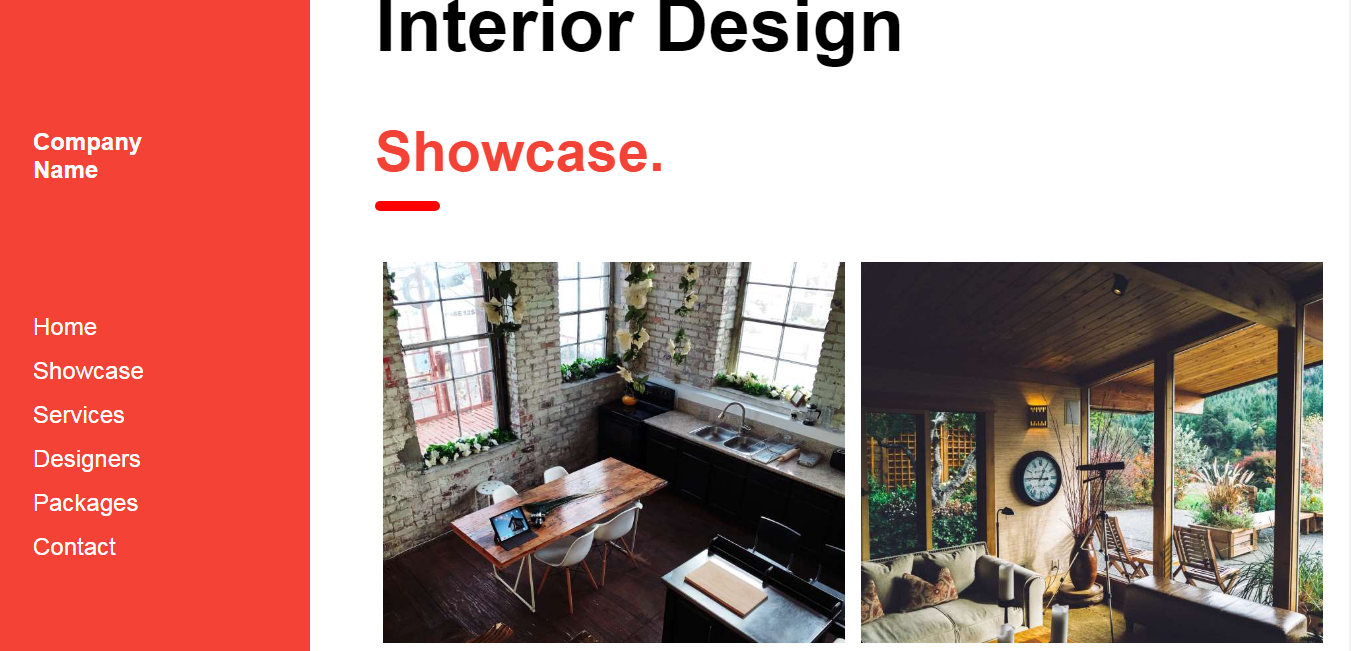 Interior Design
Company
Name
Showcase.
Home
Showcase
Services
Designers
Packages
Contact